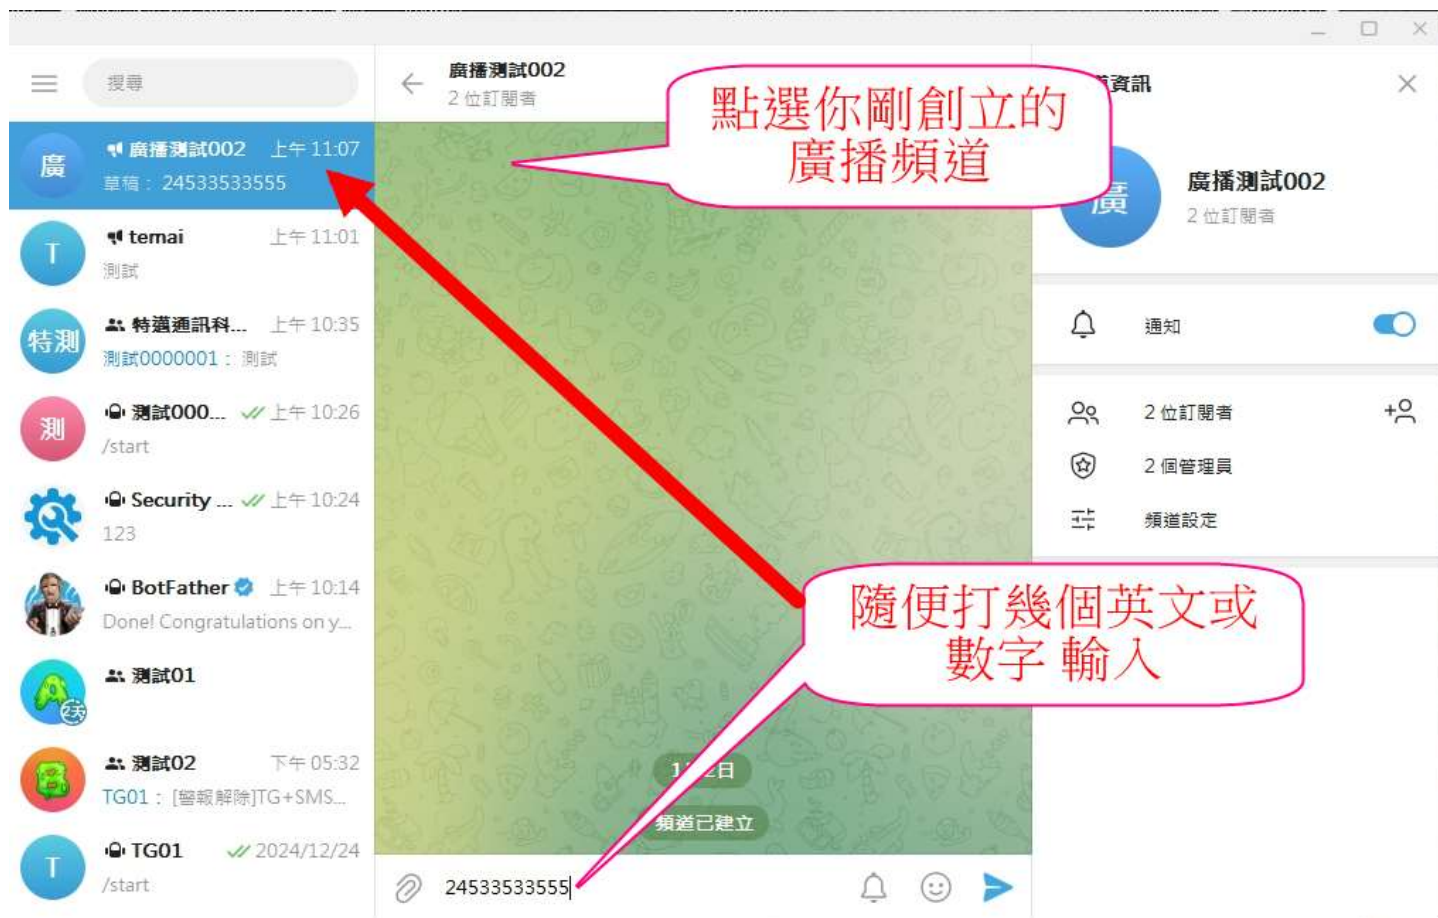 搜尋
廣播測試002
2 位訂閱者
資訊
點選你剛創立的
廣播頻道
廣
廣播測試002 上午 11:07
草稿： 24533533555
T
temai 上午 11:01
測試
特測
特邁通訊科... 上午 10:35
測試0000001： 測試
測
測試000... 上午 10:26
/start
Security ... 上午 10:24
123
BotFather 上午 10:14
Done! Congratulations on y...
測試01
2天
測試02 下午 05:32
TG01： [警報解除]TG+SMS...
T
TG01 2024/12/24
/start
頻道已建立
24533533555
隨便打幾個英文或
數字 輸入
廣播測試002
2 位訂閱者
通知
2 位訂閱者
2 個管理員
頻道設定